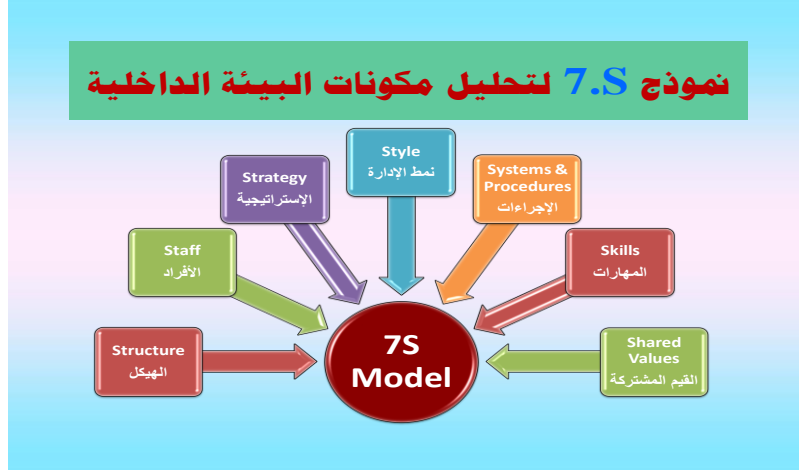 نموذج 7.S لتحليل مكونات البيئة الداخلية
Style
نمط الإدارة
Strategy
الإستراتيجية
Systems &
Procedures
الإجراءات
Staff
الأفراد
Skills
المهارات
Structure
الهيكل
7S
Model
Shared
Values
القيم المشتركة